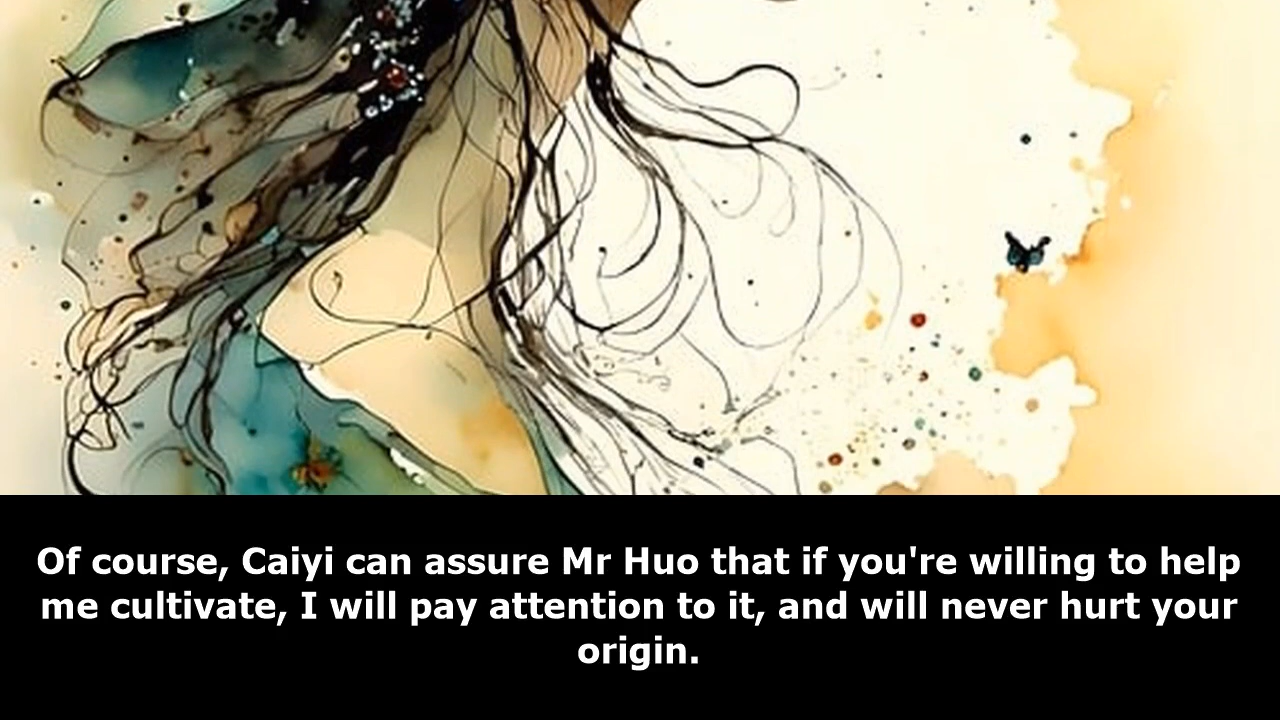 Of course, Caiyi can assure Mr Huo that if you're willing to help
me cultivate, I will pay attention to it, and will never hurt your
origin.